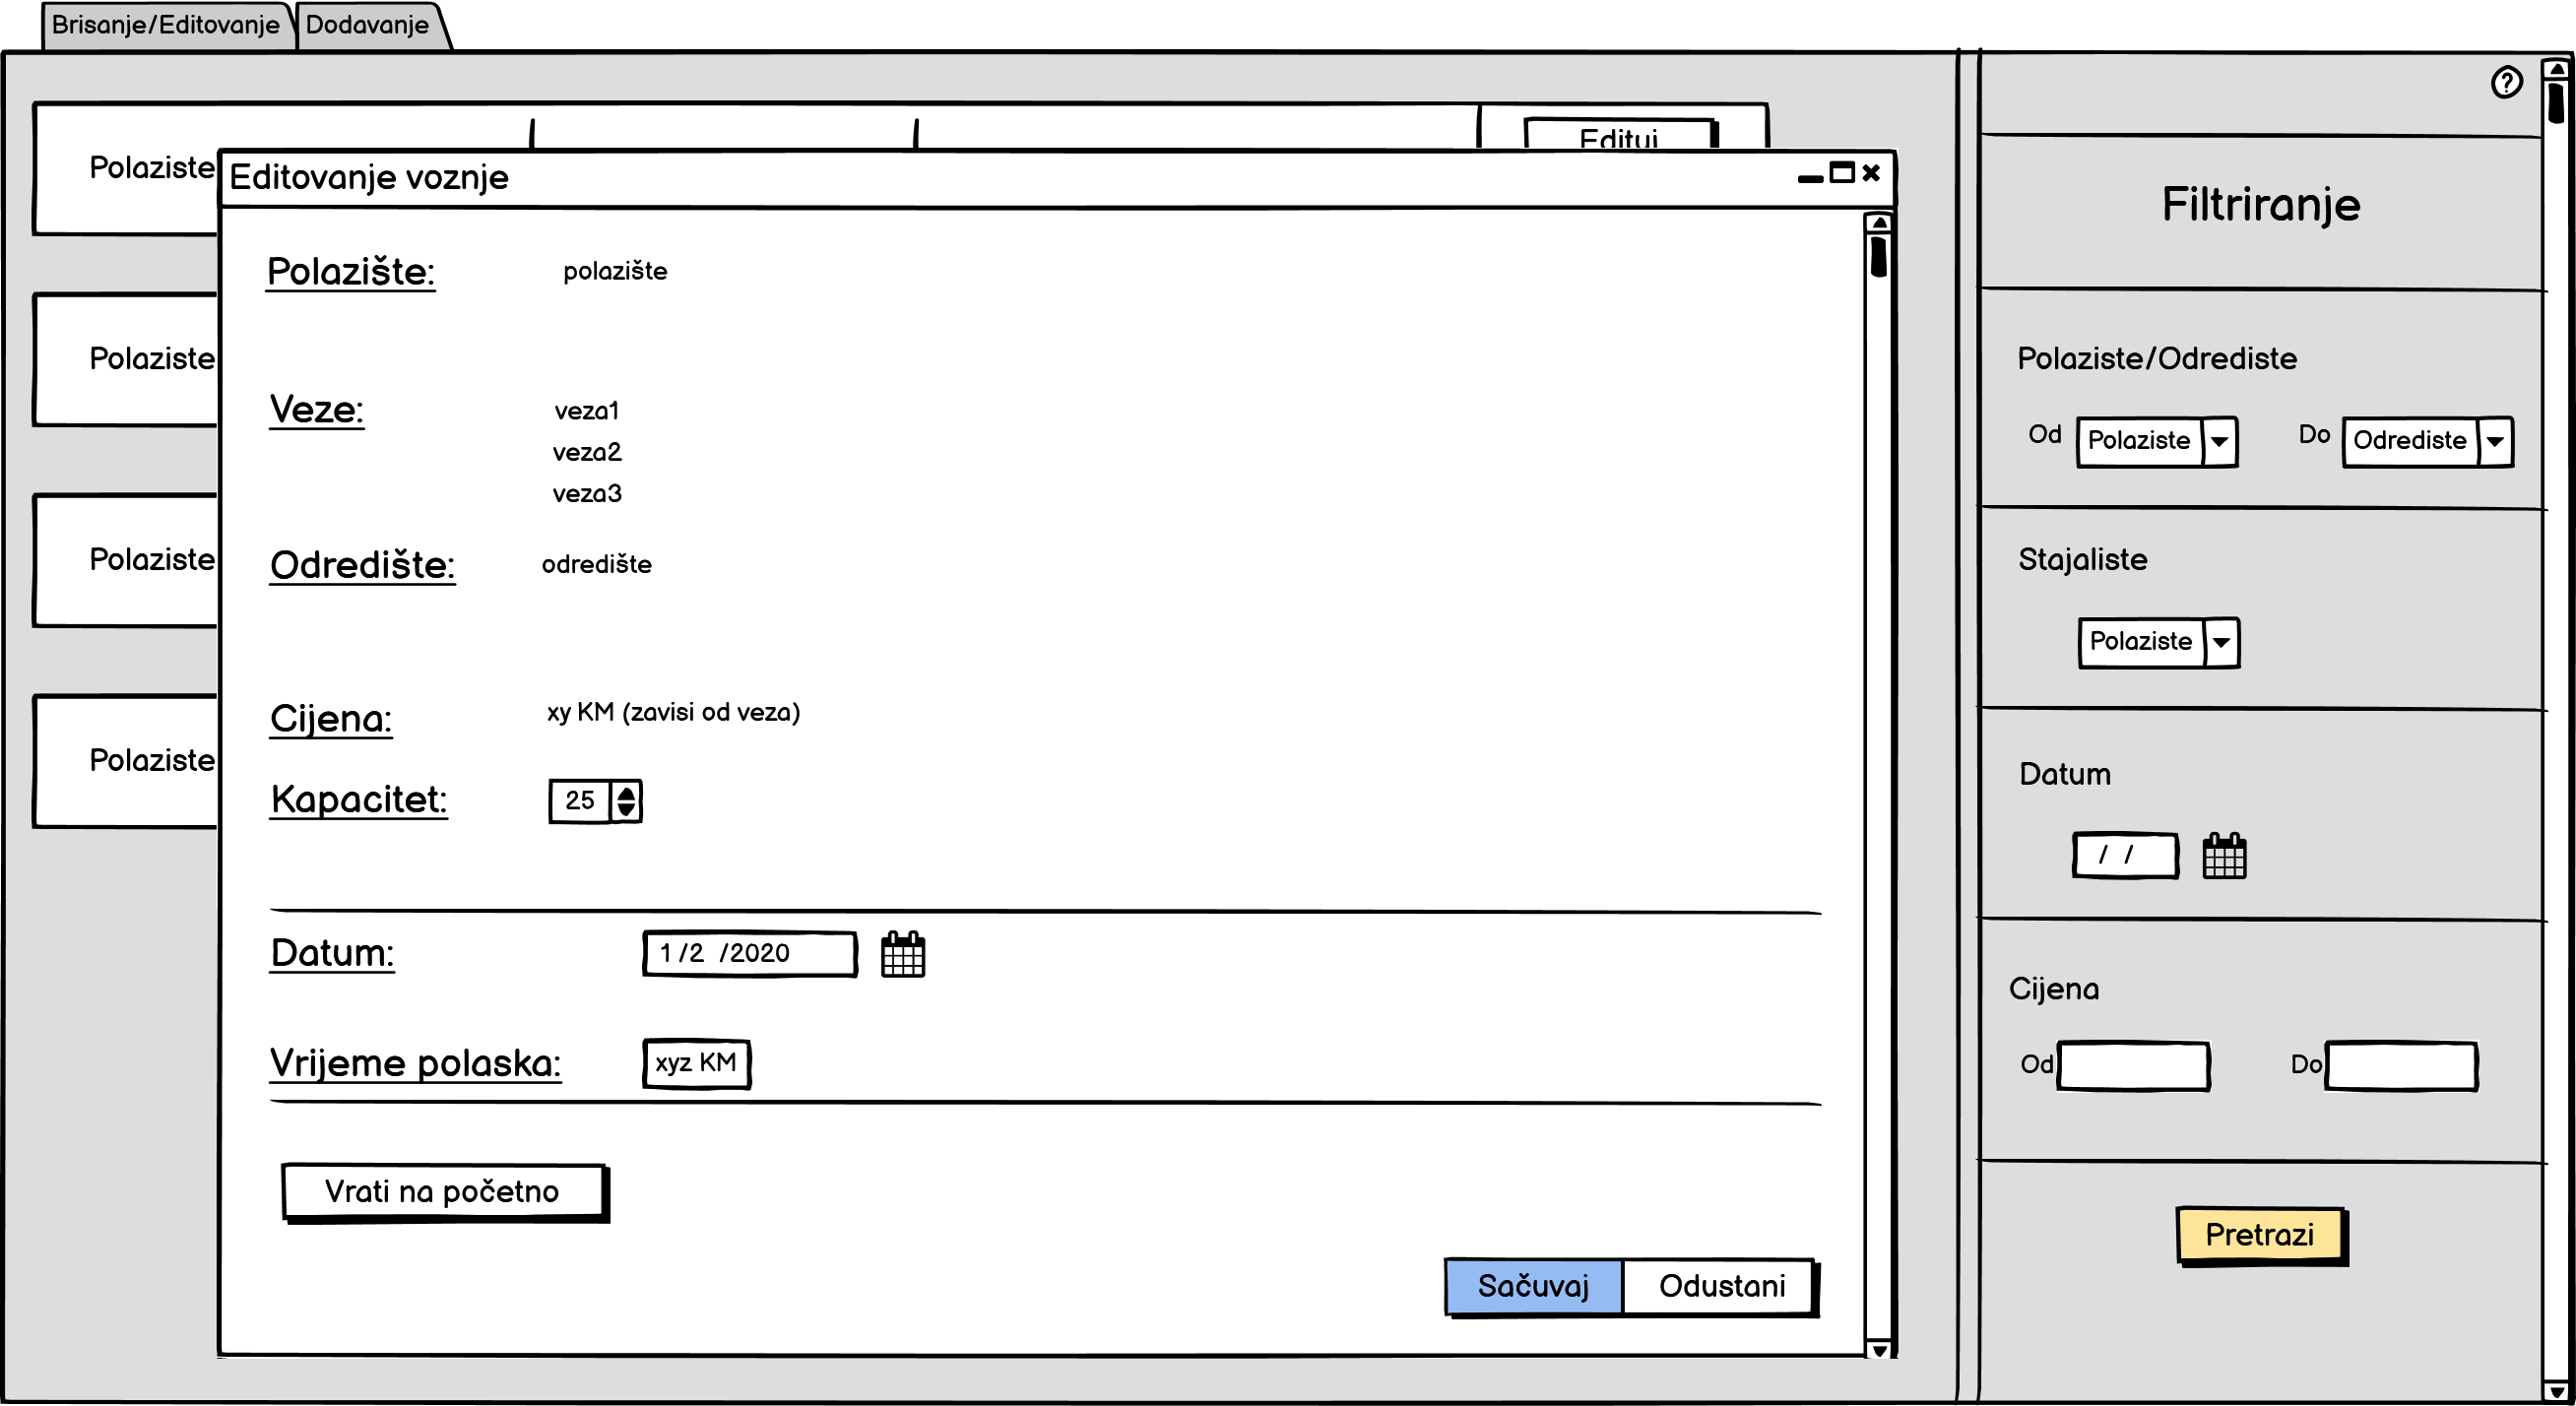 Brisanje/Editovanje
Dodavanje
Polaziste
Edituj
Polaziste
Polaziste
Polaziste
Editovanje voznje
Polazište:
polazište
Veze:
veza1
veza2
veza3
Odredište:
odredište
Cijena:
xy KM (zavisi od veza)
Kapacitet:
25
Datum:
1 /2 /2020
Vrijeme polaska:
xyz KM
Vrati na početno
Sačuvaj
Odustani
?
Filtriranje
Polaziste/Odrediste
Od
Polaziste
Do
Odrediste
Stajaliste
Polaziste
Datum
/ /
Cijena
Od
Do
Pretrazi